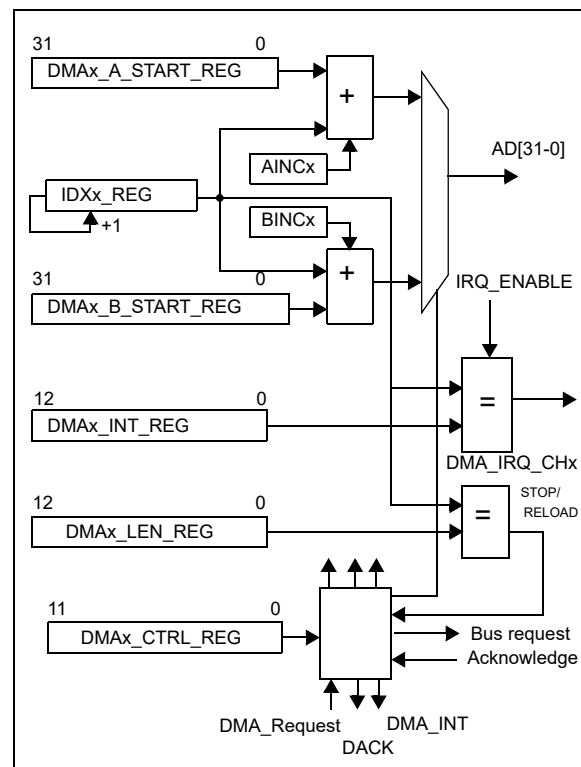 31 0
DMAx_A_START_REG
+
AINCx
AD[31-0]
IDXx_REG
+1
BINCx
31 0
+
DMAx_B_START_REG
IRQ_ENABLE
12 0
=
DMAx_INT_REG
DMA_IRQ_CHx
12 0
STOP/
RELOAD
=
DMAx_LEN_REG
11 0
DMAx_CTRL_REG
Bus request
Acknowledge
DMA_Request
DMA_INT
DACK